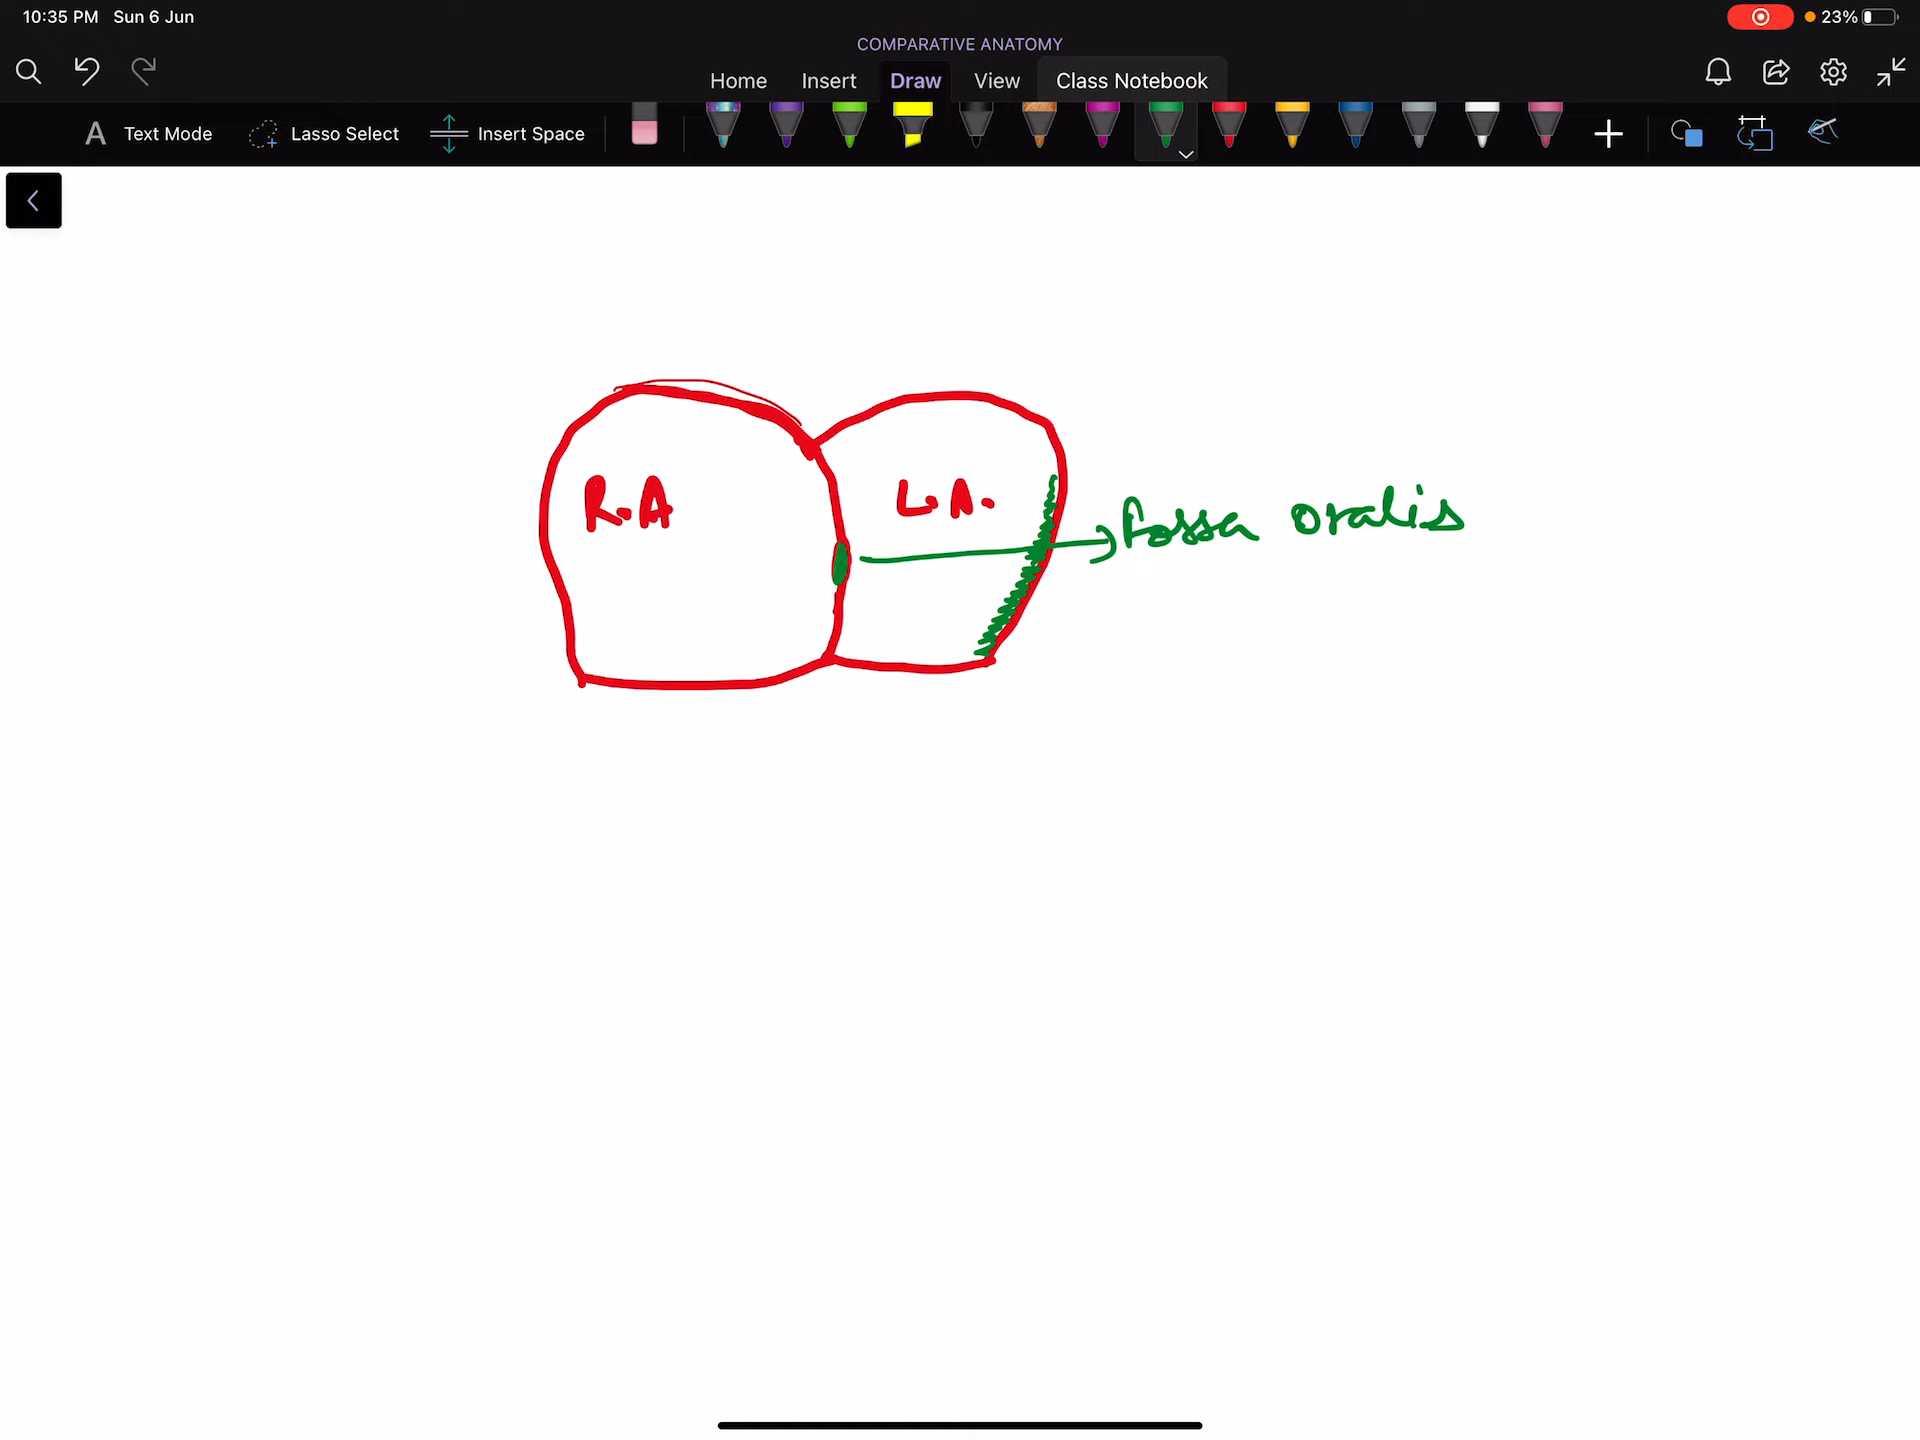 10:35 PM Sun 6 Jun
23%
COMPARATIVE ANATOMY
Home Insert Draw View Class Notebook
A Text Mode Lasso Select Insert Space
R.A L.A.
fossa ovalis